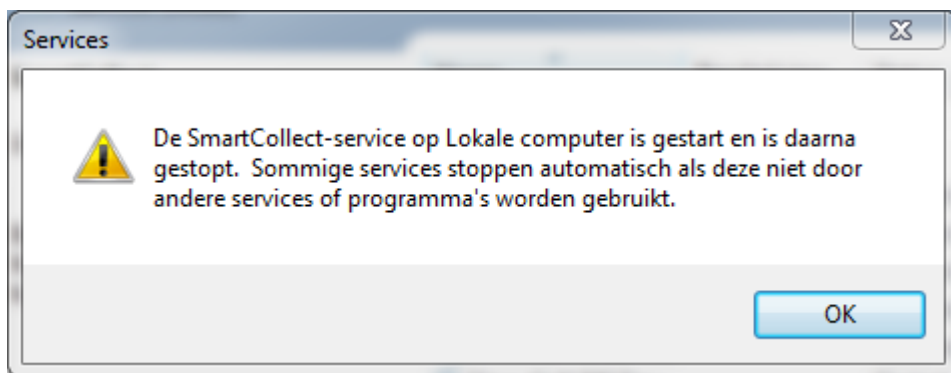 Services
De SmartCollect-service op Lokale computer is gestart en is daarna
gestopt.  Sommige services stoppen automatisch als deze niet door
andere services of programma's worden gebruikt.
OK